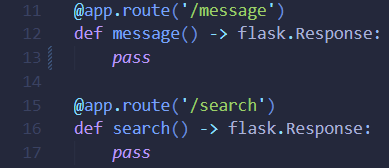 11 @app.route('/message')
12 def message() -> flask.Response:
13     pass
14
15 @app.route('/search')
16 def search() -> flask.Response:
17     pass